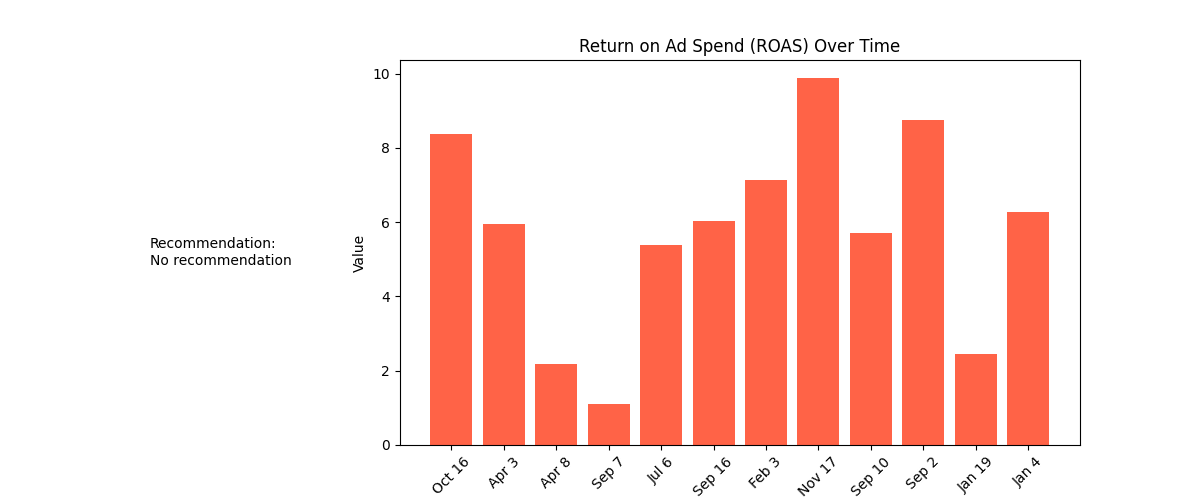 Return on Ad Spend (ROAS) Over Time
Recommendation:
No recommendation
Value
10
8
6
4
2
0
Oct 16
Apr 3
Apr 8
Sep 7
Jul 6
Sep 16
Feb 3
Nov 17
Sep 10
Sep 2
Jan 19
Jan 4